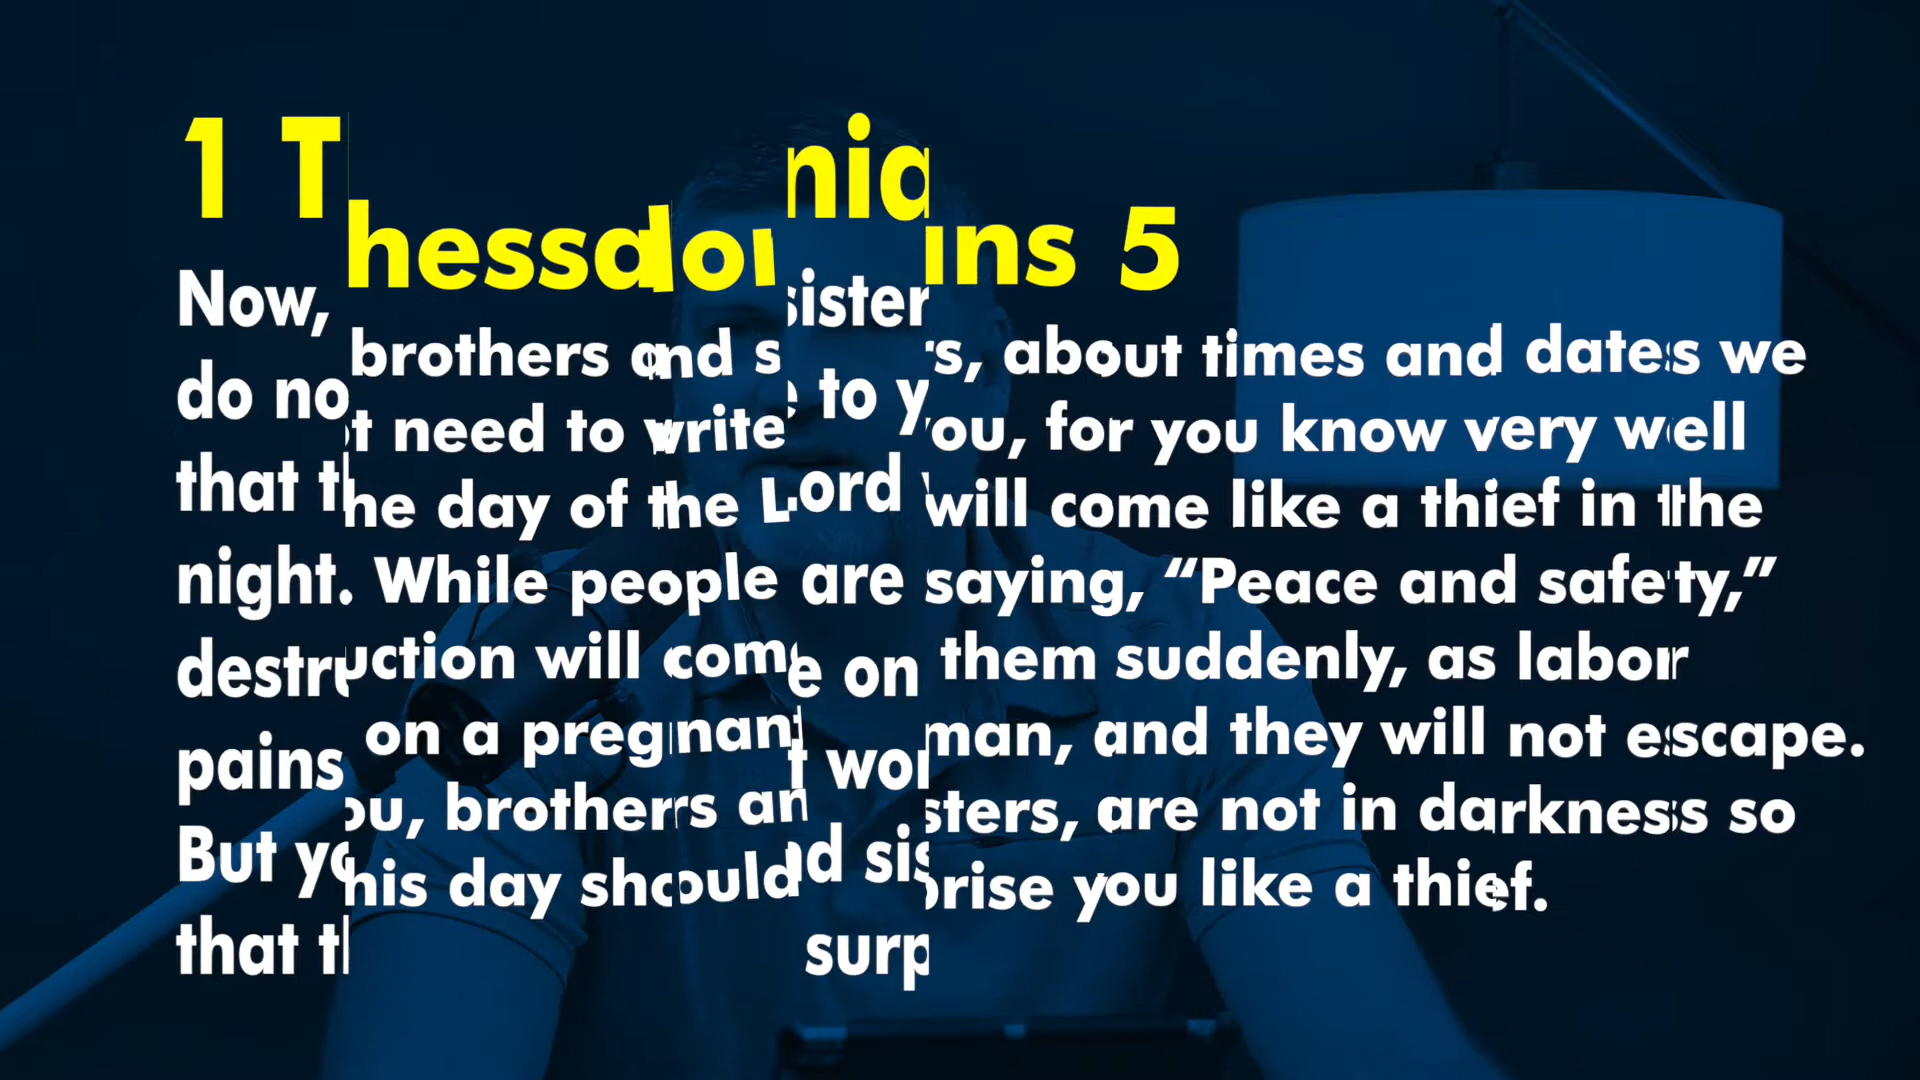 1 Thessalonians 5
Now, brothers and sisters, about times and dates we
do not need to write to you, for you know very well
that the day of the Lord will come like a thief in the
night. While people are saying, “Peace and safety,”
destruction will come on them suddenly, as labor
pains on a pregnant woman, and they will not escape.
But you, brothers and sisters, are not in darkness so
that this day should surprise you like a thief.